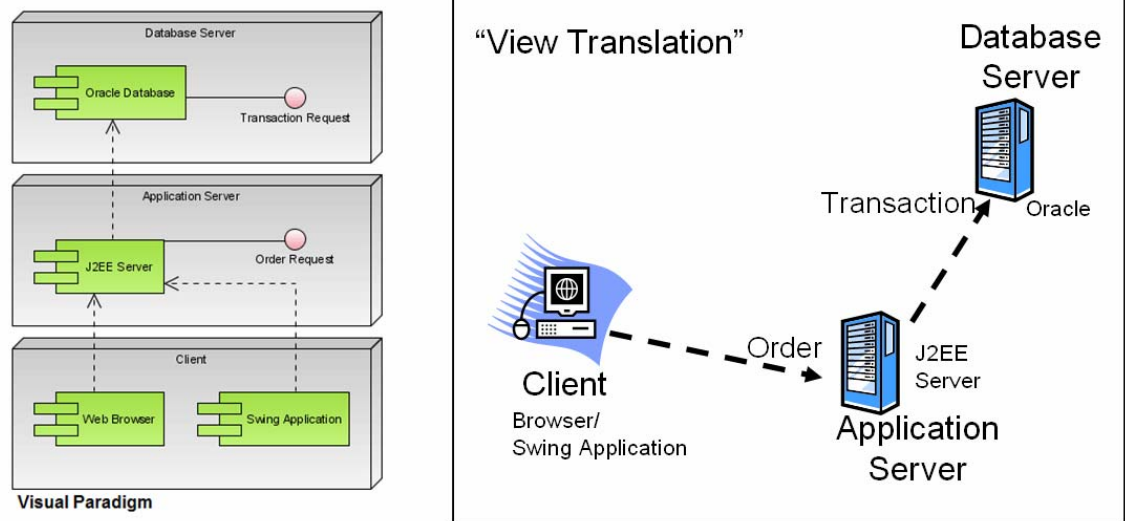 Database Server
Oracle Database
Transaction Request
Application Server
J2EE Server
Order Request
Client
Web Browser
Swing Application
Visual Paradigm
“View Translation”
Database
Server
Transaction
Oracle
Order
J2EE
Server
Client
Browser/
Swing Application
Application
Server